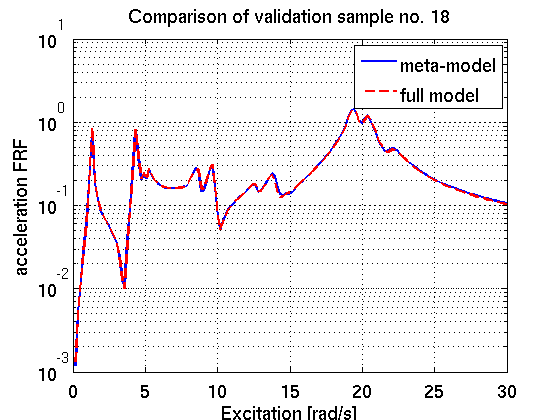 Comparison of validation sample no. 18
10^1
10^0
10^-1
10^-2
10^-3
acceleration FRF
meta-model
full model
0 5 10 15 20 25 30
Excitation [rad/s]